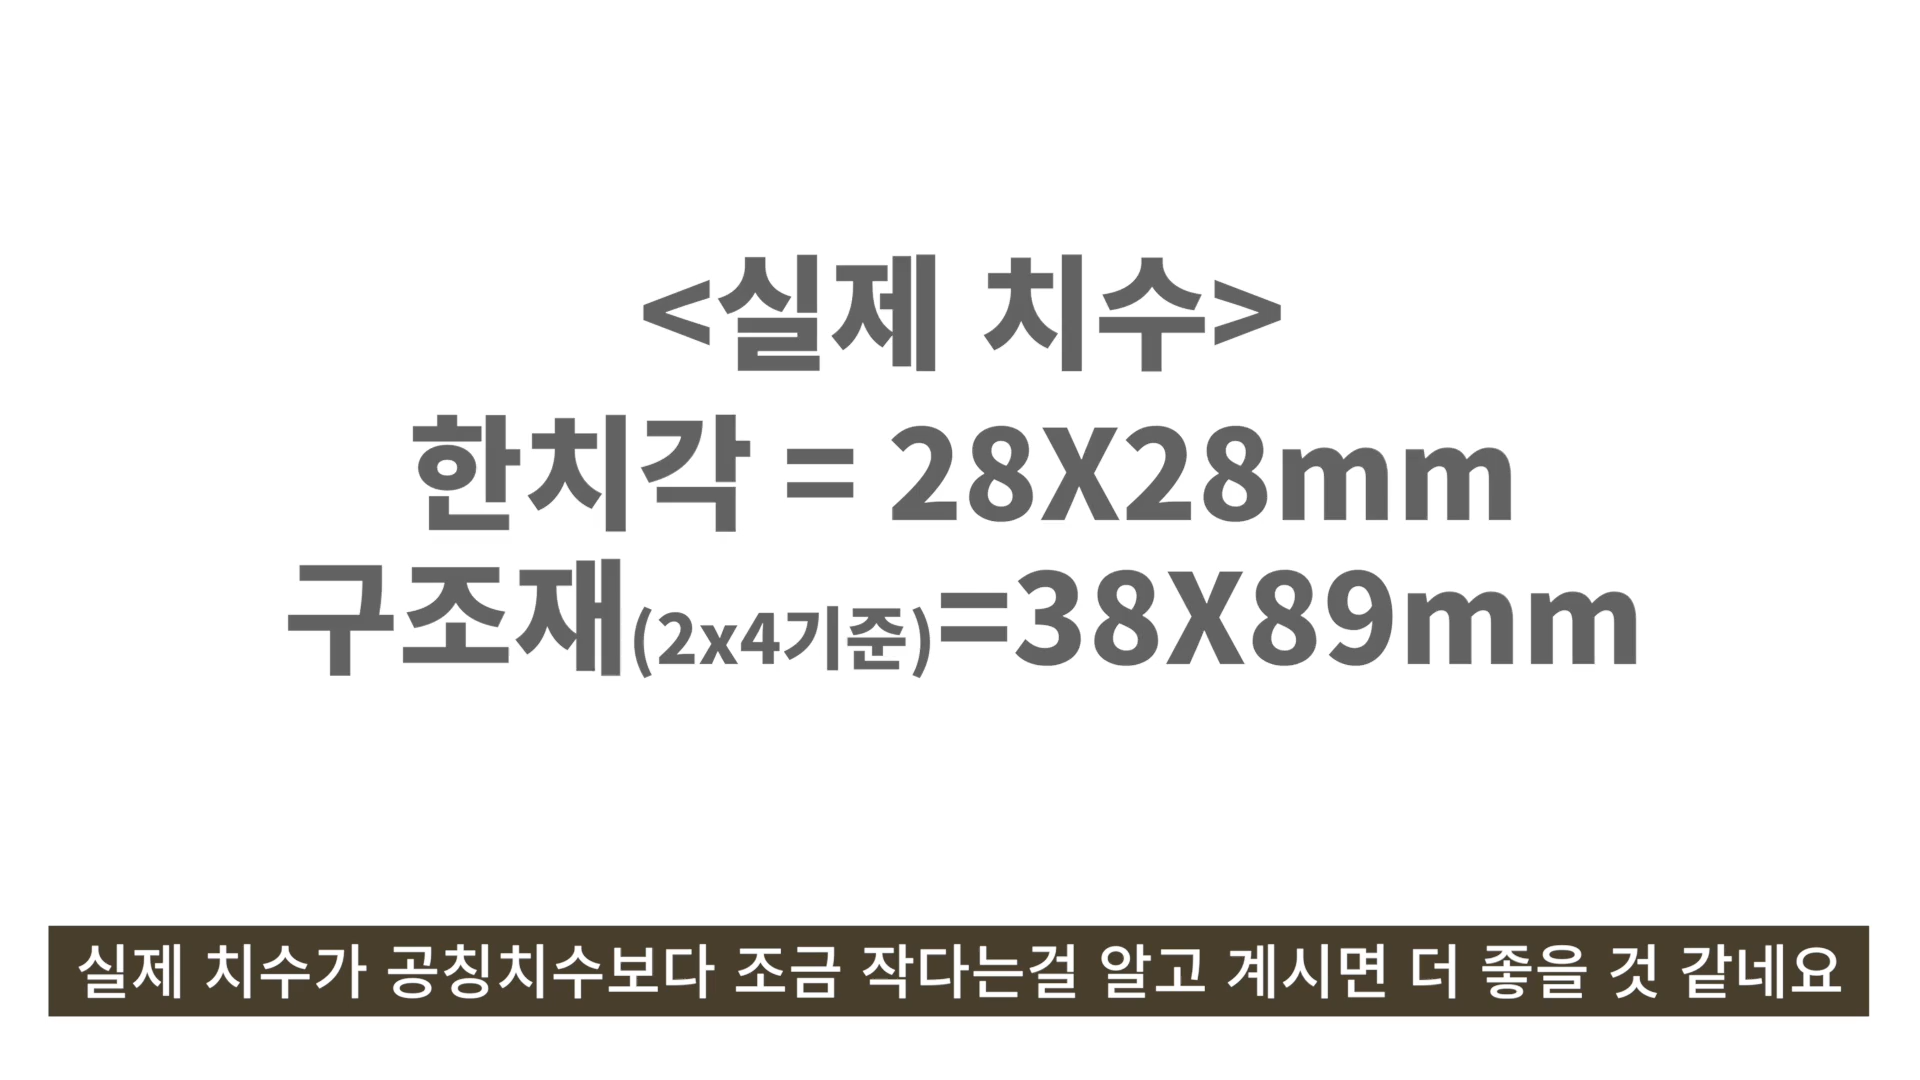 <실제 치수>
한치각 = 28X28mm
구조재(2x4기준)=38X89mm
실제 치수가 공칭치수보다 조금 작다는걸 알고 계시면 더 좋을 것 같네요